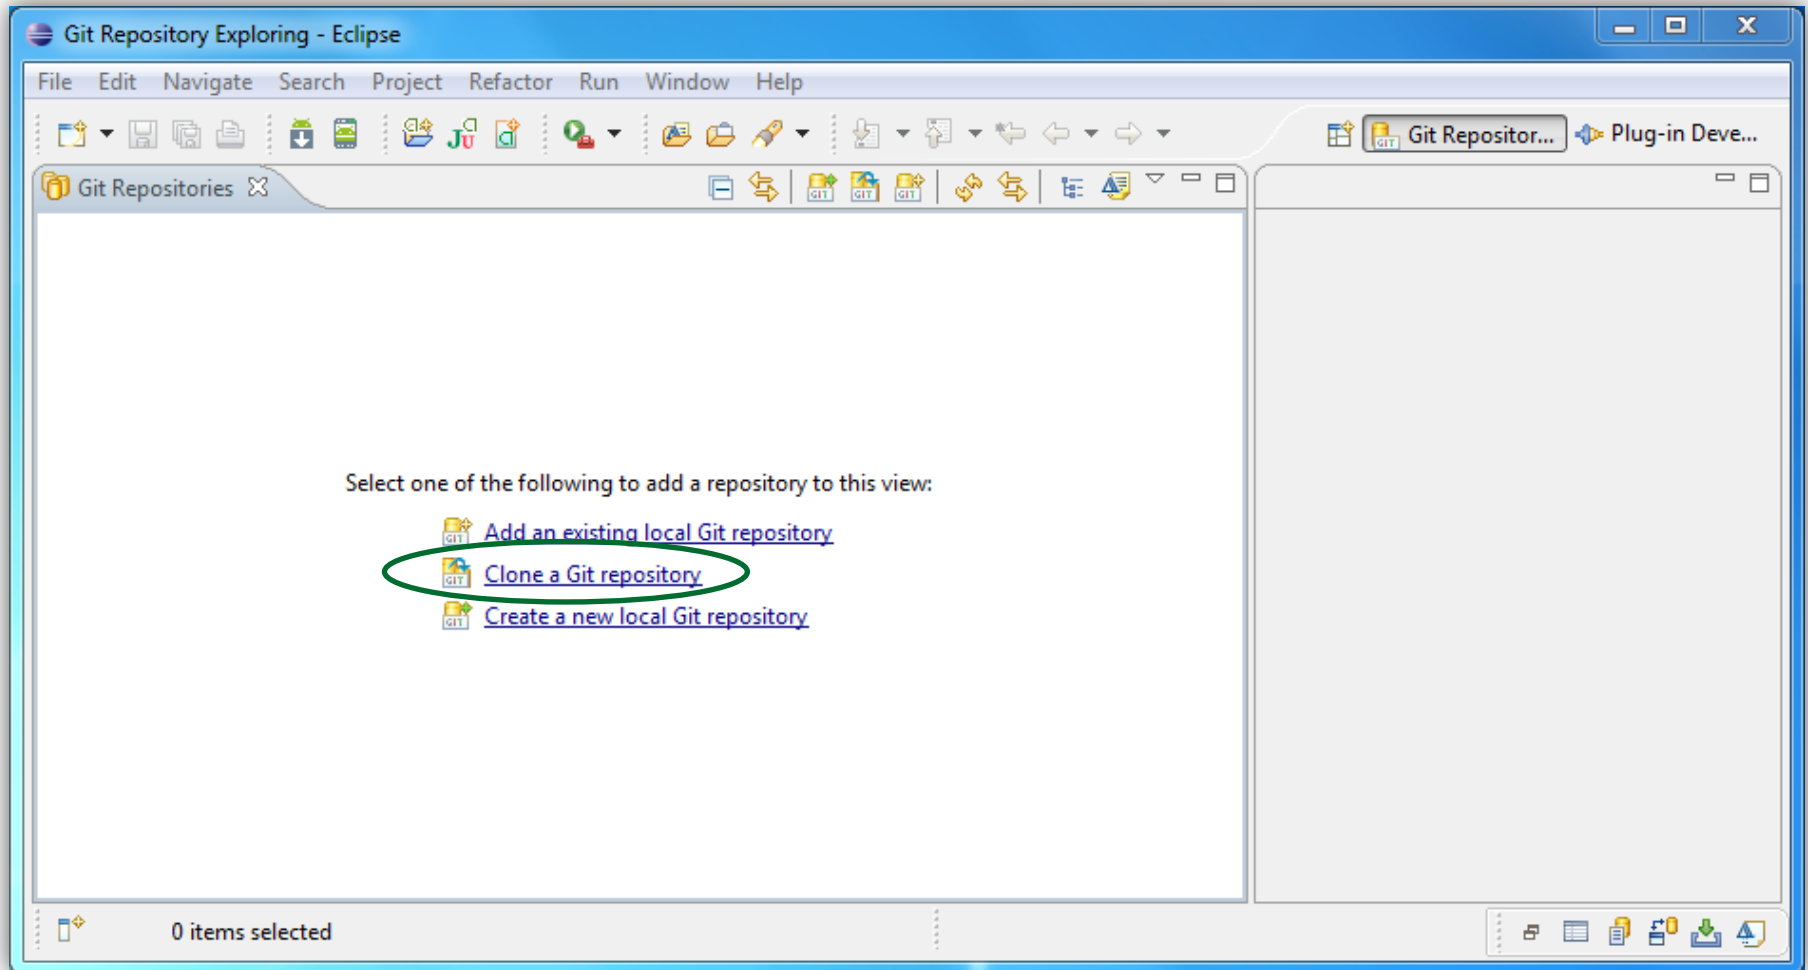 Git Repository Exploring - Eclipse
File Edit Navigate Search Project Refactor Run Window Help
Git Repositor... Plug-in Deve...
Git Repositories
Select one of the following to add a repository to this view:
Add an existing local Git repository
Clone a Git repository
Create a new local Git repository
0 items selected